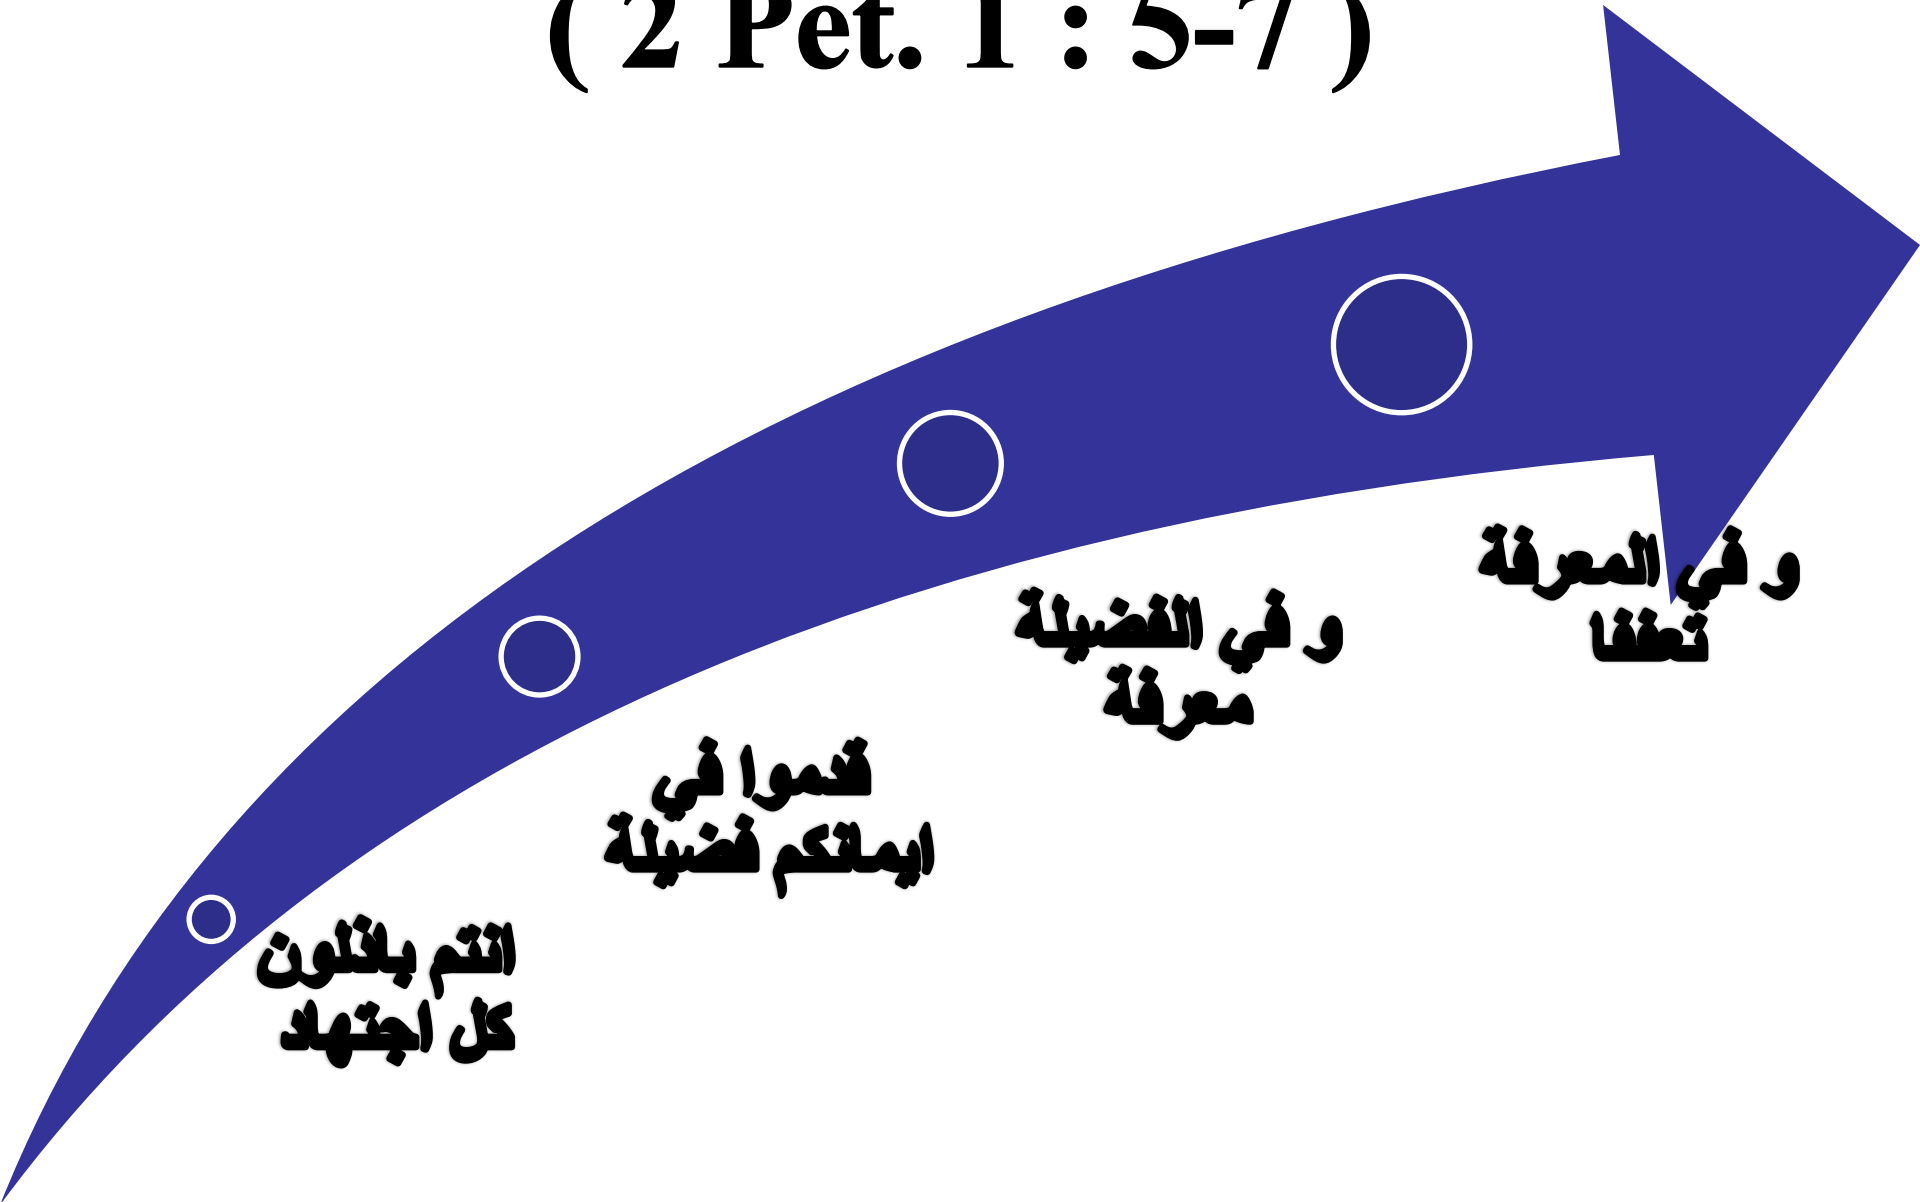 ( 2 Pet. 1 : 5-7 )
انتم باذلون
كل اجتهاد
قدموا في
ايمانكم فضيلة
و في الفضيلة
معرفة
و في المعرفة
تعففا